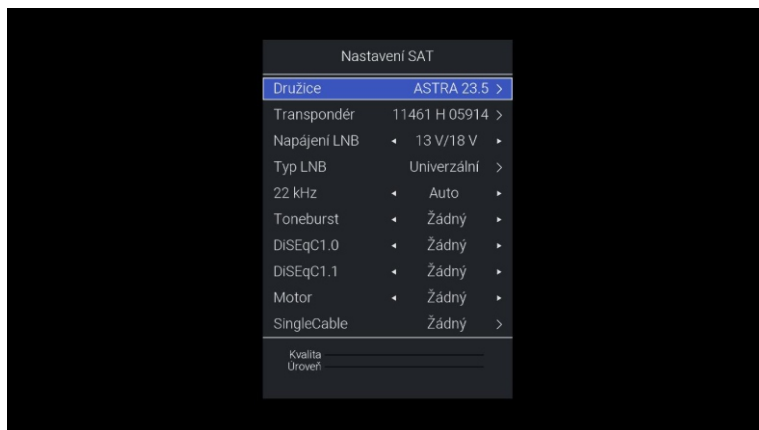 Nastavení SAT
Družice ASTRA 23.5 >
Transpondér 11461 H 05914 >
Napájení LNB ◂ 13 V/18 V ▸
Typ LNB Univerzální >
22 kHz ◂ Auto ▸
Toneburst ◂ Žádný ▸
DiSEqC1.0 ◂ Žádný ▸
DiSEqC1.1 ◂ Žádný ▸
Motor ◂ Žádný ▸
SingleCable Žádný >
Kvalita
Úroveň